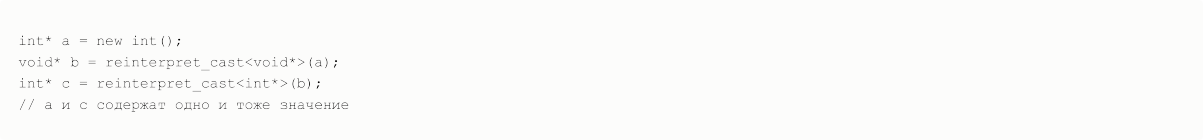 int* a = new int();
void* b = reinterpret_cast<void*>(a);
int* c = reinterpret_cast<int*>(b);
// a и c содержат одно и тоже значение